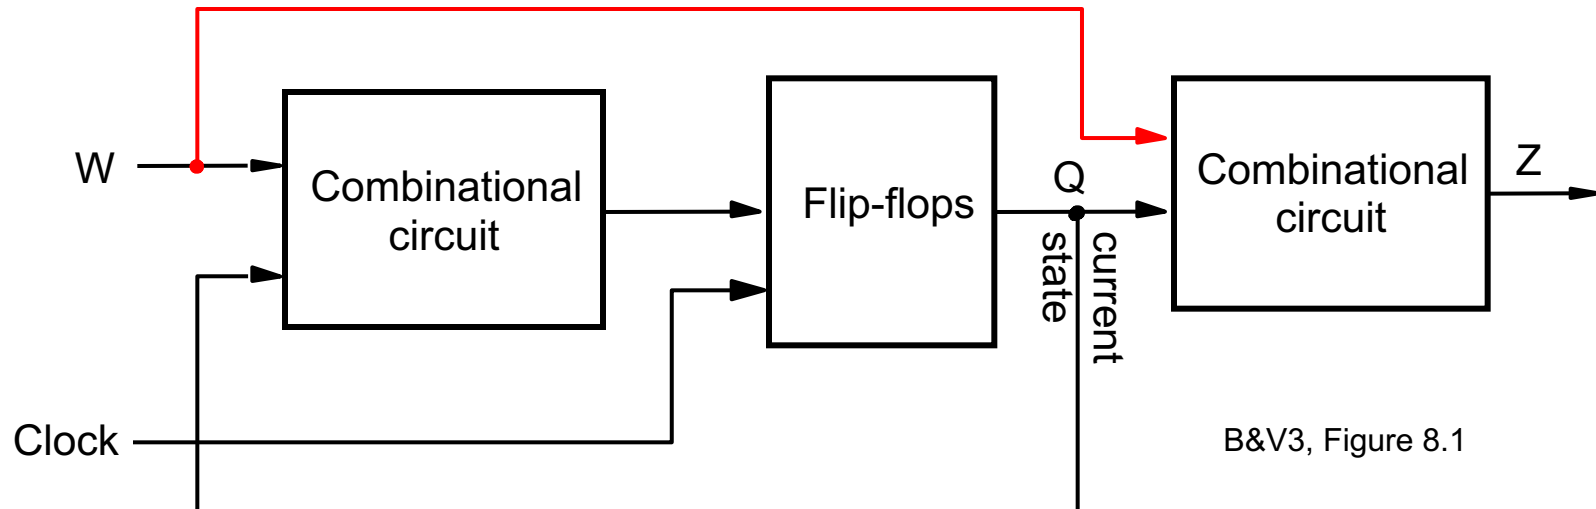 W
Combinational
circuit
Flip-flops
Q
current
state
Combinational
circuit
Z
Clock
B&V3, Figure 8.1